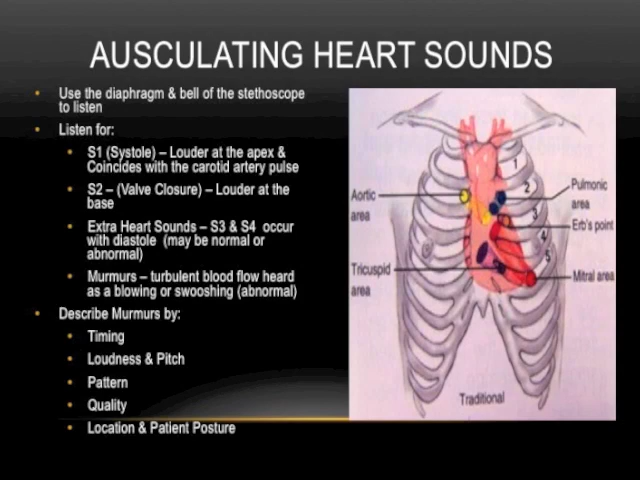 AUSCULATING HEART SOUNDS
• Use the diaphragm & bell of the stethoscope
to listen
• Listen for:
• S1 (Systole) – Louder at the apex &
Coincides with the carotid artery pulse
• S2 – (Valve Closure) – Louder at the
base
• Extra Heart Sounds – S3 & S4 occur
with diastole (may be normal or
abnormal)
• Murmurs – turbulent blood flow heard
as a blowing or swooshing (abnormal)
• Describe Murmurs by:
• Timing
• Loudness & Pitch
• Pattern
• Quality
• Location & Patient Posture
1
2
3
4
5
Aortic
area
Tricuspid
area
Pulmonic
area
Erb's point
Mitral area
Traditional